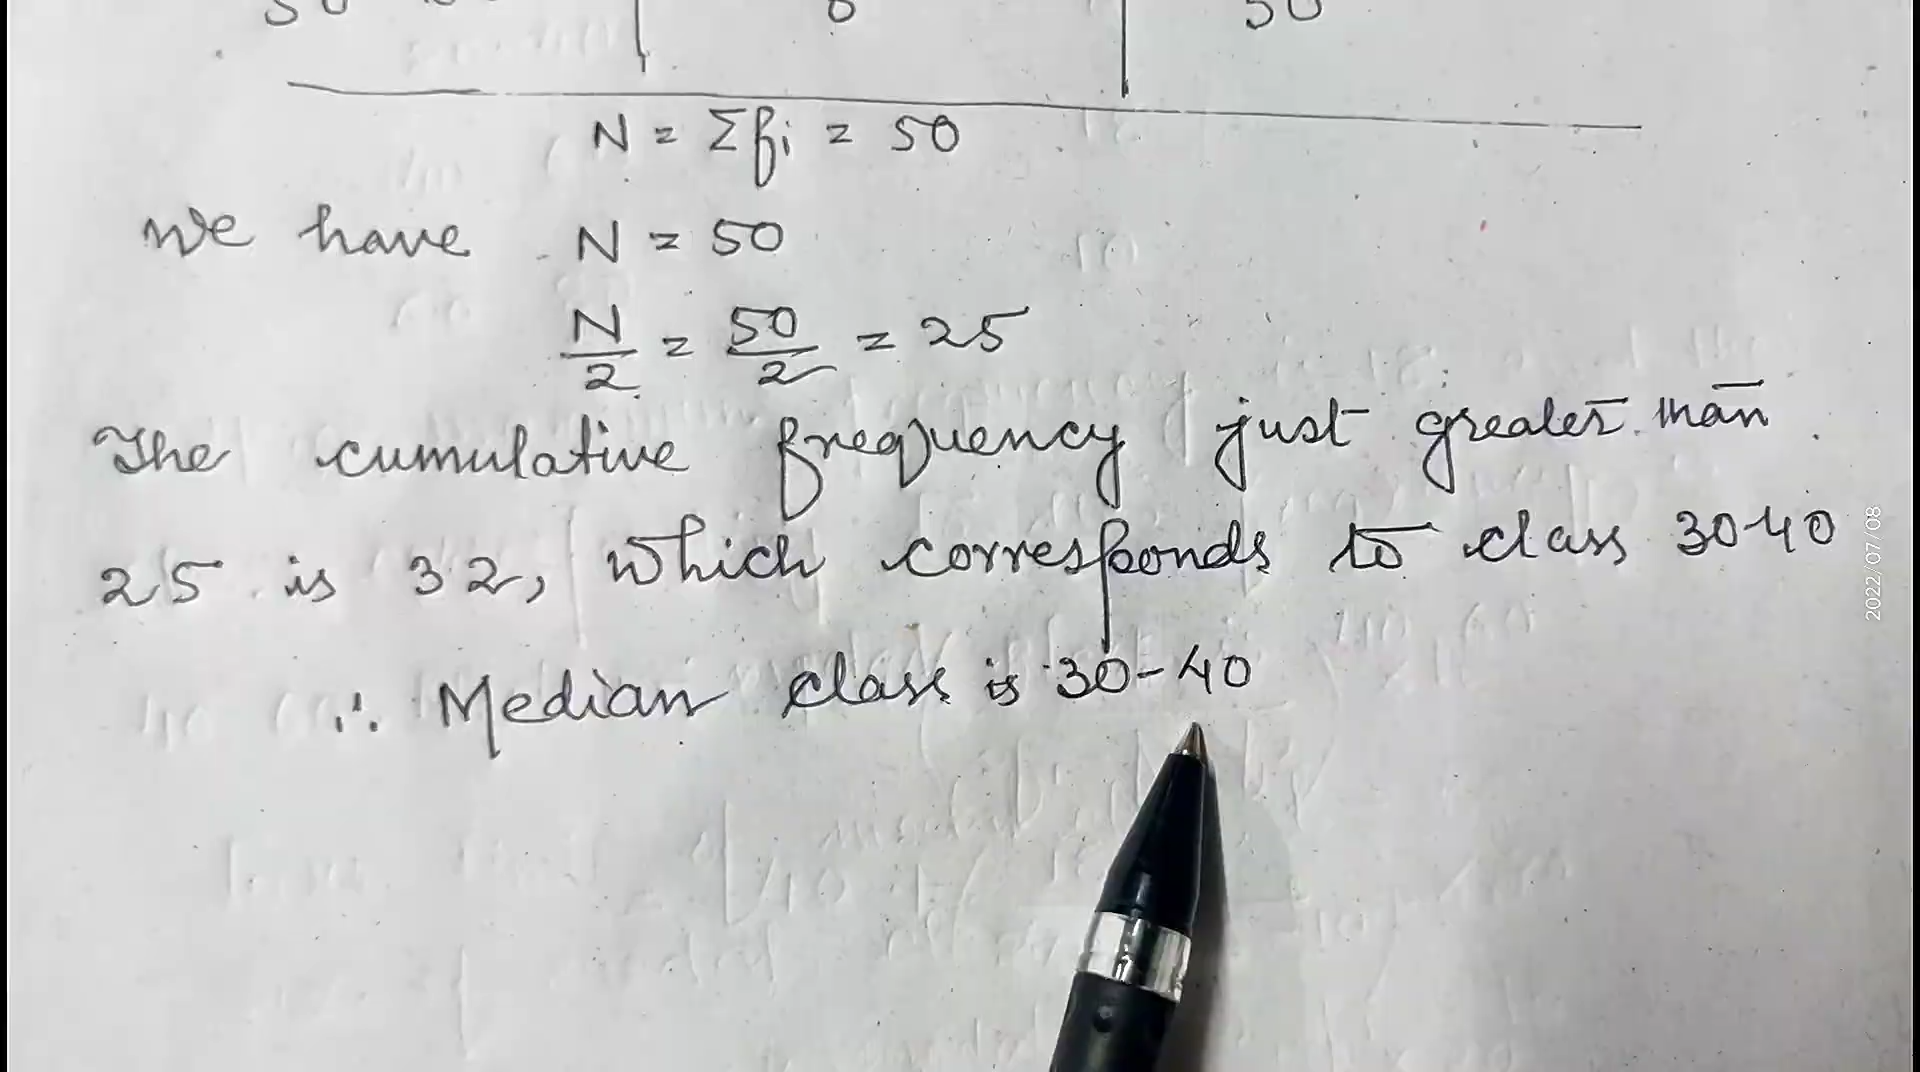 N = Σfi = 50
We have N = 50
N/2 = 50/2 = 25
The cumulative frequency just greater than
25 is 32, which corresponds to class 30-40
∴ Median class is 30-40
2022/07/08